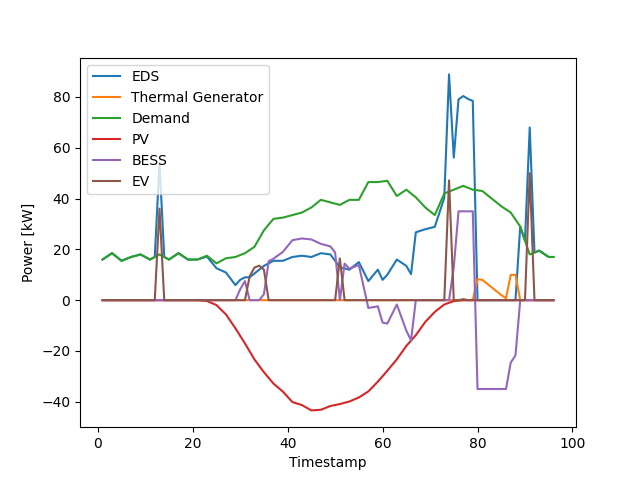 EDS
Thermal Generator
Demand
PV
BESS
EV
80
60
40
20
0
−20
−40
Power [kW]
0
20
40
60
80
100
Timestamp